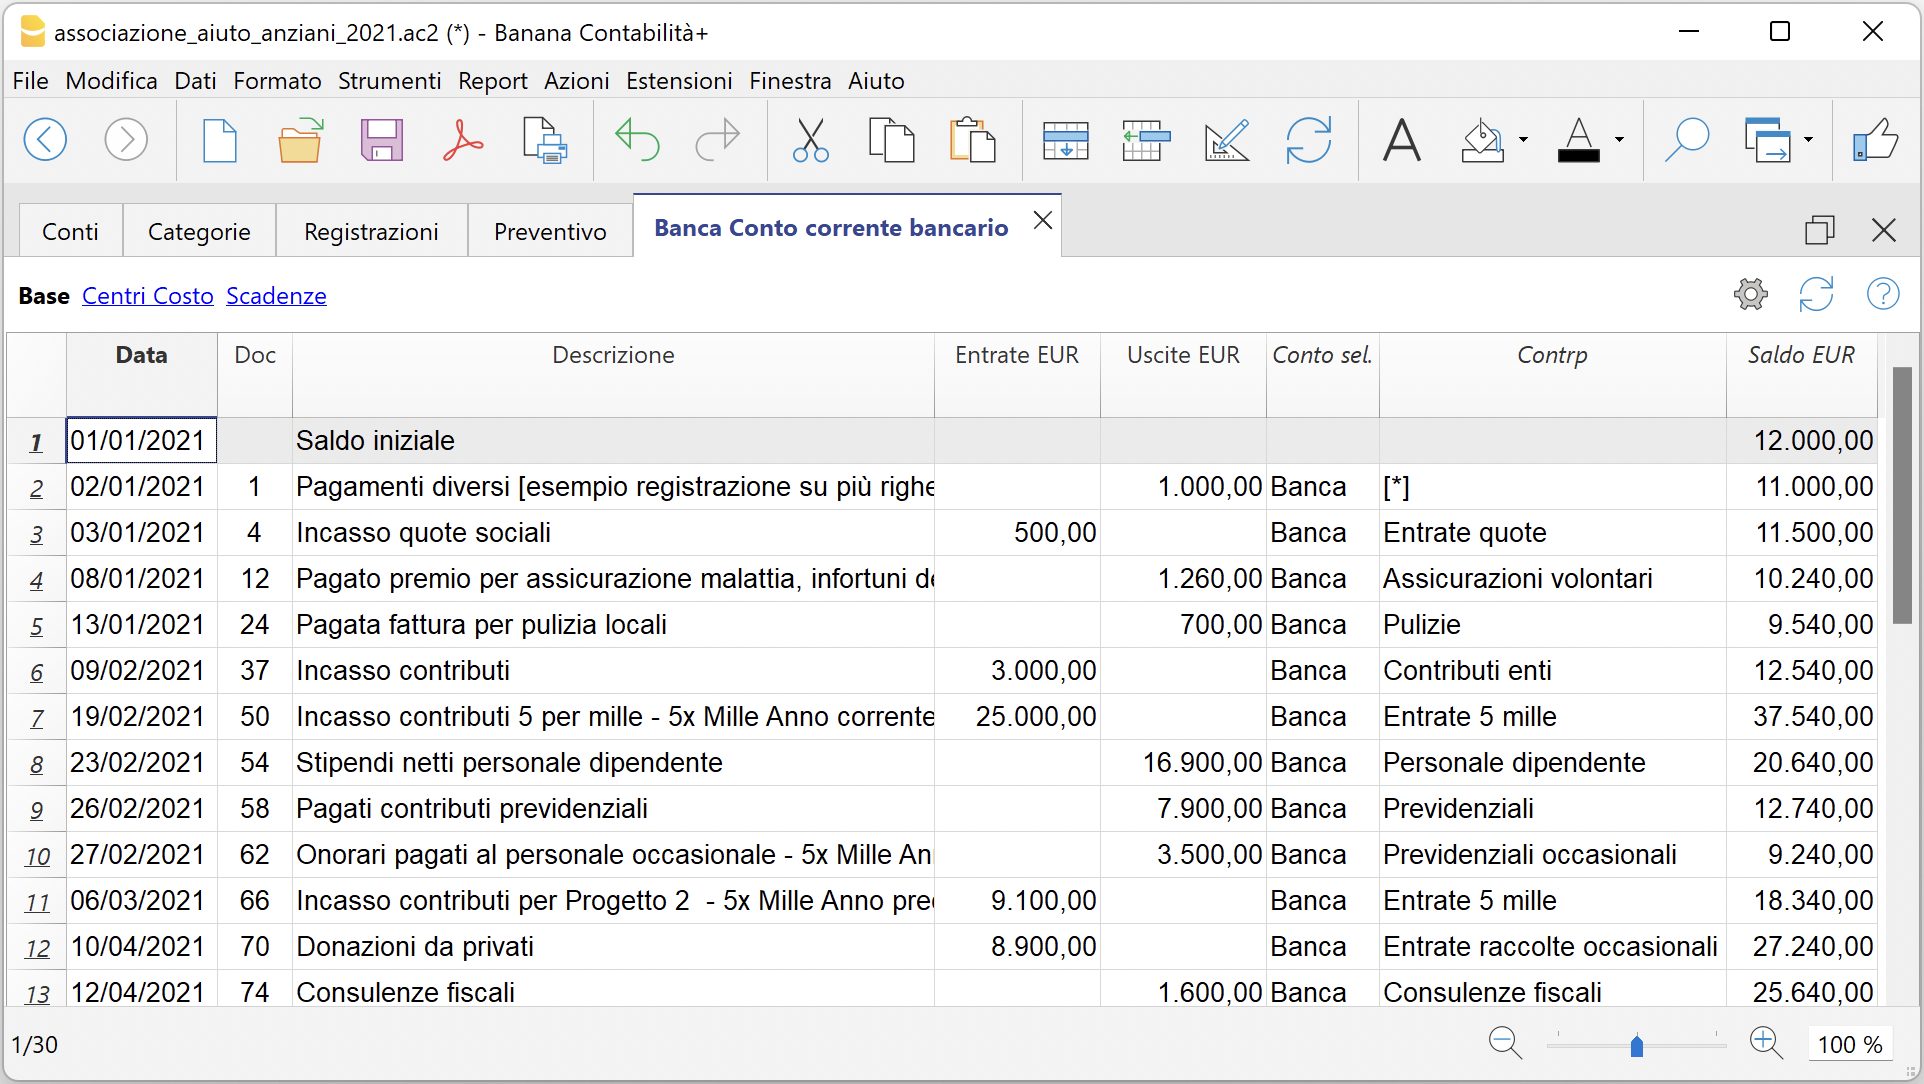 associazione_aiuto_anziani_2021.ac2 (*) - Banana Contabilità+
File Modifica Dati Formato Strumenti Report Azioni Estensioni Finestra Aiuto
Conti Categorie Registrazioni Preventivo Banca Conto corrente bancario
Base Centri Costo Scadenze
Data Doc Descrizione Entrate EUR Uscite EUR Conto sel. Contrp Saldo EUR
1 01/01/2021 Saldo iniziale 12.000,00
2 02/01/2021 1 Pagamenti diversi [esempio registrazione su più righe 1.000,00 Banca [*] 11.000,00
3 03/01/2021 4 Incasso quote sociali 500,00 Banca Entrate quote 11.500,00
4 08/01/2021 12 Pagato premio per assicurazione malattia, infortuni de 1.260,00 Banca Assicurazioni volontari 10.240,00
5 13/01/2021 24 Pagata fattura per pulizia locali 700,00 Banca Pulizie 9.540,00
6 09/02/2021 37 Incasso contributi 3.000,00 Banca Contributi enti 12.540,00
7 19/02/2021 50 Incasso contributi 5 per mille - 5x Mille Anno corrente 25.000,00 Banca Entrate 5 mille 37.540,00
8 23/02/2021 54 Stipendi netti personale dipendente 16.900,00 Banca Personale dipendente 20.640,00
9 26/02/2021 58 Pagati contributi previdenziali 7.900,00 Banca Previdenziali 12.740,00
10 27/02/2021 62 Onorari pagati al personale occasionale - 5x Mille An 3.500,00 Banca Previdenziali occasionali 9.240,00
11 06/03/2021 66 Incasso contributi per Progetto 2 - 5x Mille Anno pre 9.100,00 Banca Entrate 5 mille 18.340,00
12 10/04/2021 70 Donazioni da privati 8.900,00 Banca Entrate raccolte occasionali 27.240,00
13 12/04/2021 74 Consulenze fiscali 1.600,00 Banca Consulenze fiscali 25.640,00
1/30 100 %